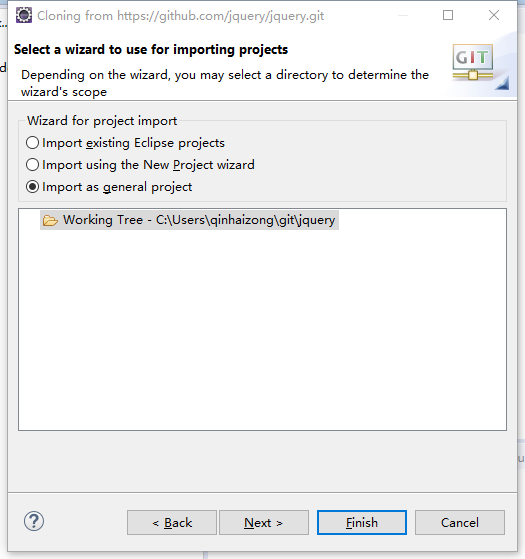 Cloning from https://github.com/jquery/jquery.git
Select a wizard to use for importing projects
Depending on the wizard, you may select a directory to determine the
wizard's scope
GIT
Wizard for project import
Import existing Eclipse projects
Import using the New Project wizard
Import as general project
Working Tree - C:\Users\qinhaizong\git\jquery
?
< Back
Next >
Finish
Cancel